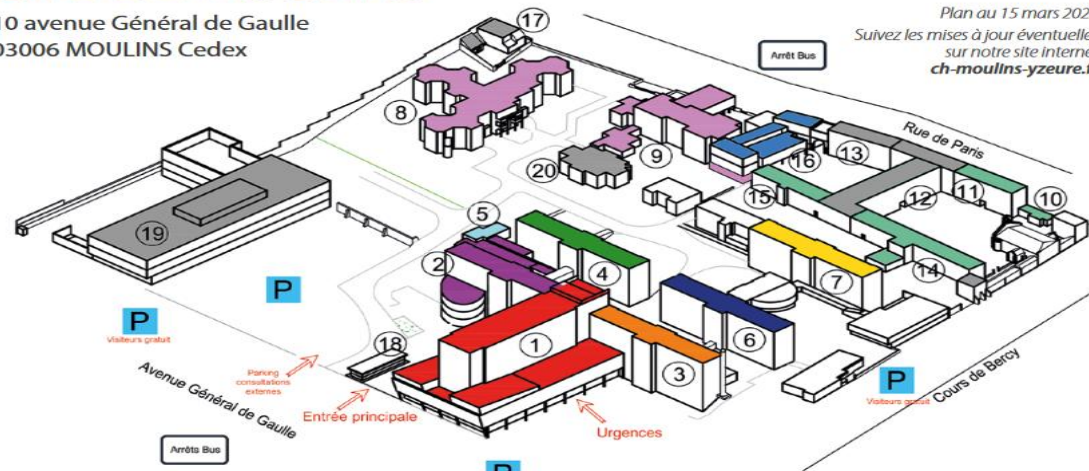 10 avenue Général de Gaulle
03006 MOULINS Cedex
Plan au 15 mars 202
Suivez les mises à jour éventuelle
sur notre site interne
ch-moulins-yzeure.f
17
Arrêt Bus
8
Rue de Paris
9
16
13
20
11
12
10
15
5
19
2
4
7
14
P
P
Visiteurs gratuit
1
6
18
3
P
Visiteurs gratuit
Parking
consultations
externes
Avenue Général de Gaulle
Entrée principale
Urgences
Cours de Bercy
Arrêts Bus
P